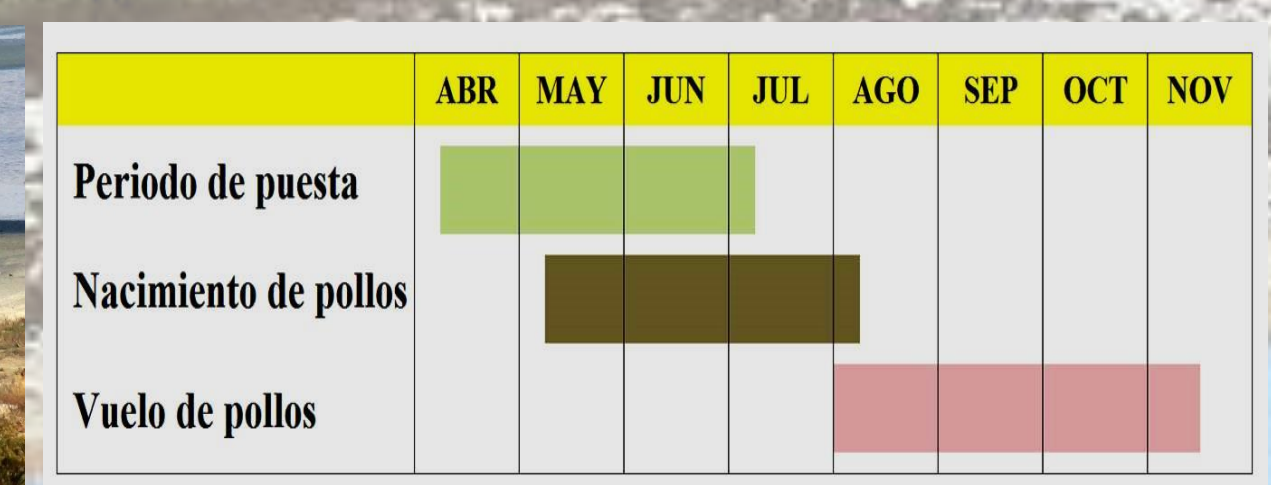 ABR MAY JUN JUL AGO SEP OCT NOV
Periodo de puesta
Nacimiento de pollos
Vuelo de pollos